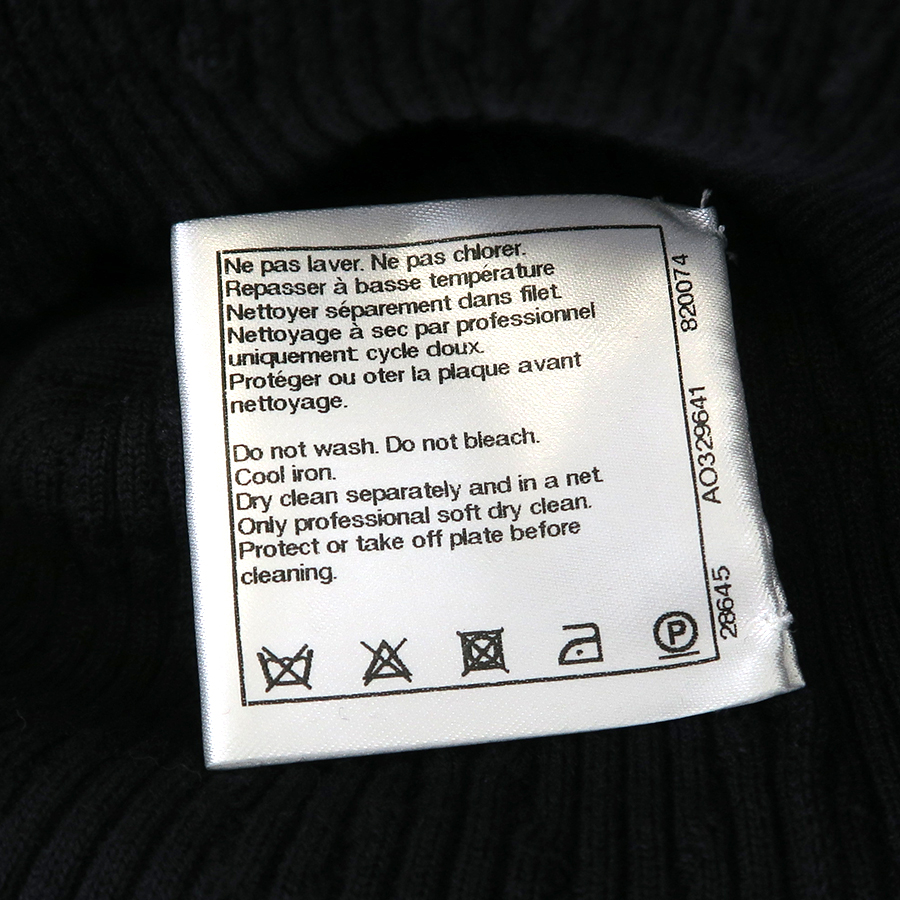 Ne pas laver. Ne pas chlorer.
Repasser à basse température
Nettoyer séparement dans filet.
Nettoyage à sec par professionnel
uniquement: cycle doux.
Protéger ou oter la plaque avant
nettoyage.
Do not wash. Do not bleach.
Cool iron.
Dry clean separately and in a net.
Only professional soft dry clean.
Protect or take off plate before
cleaning.
P
820074
AO329641
28645